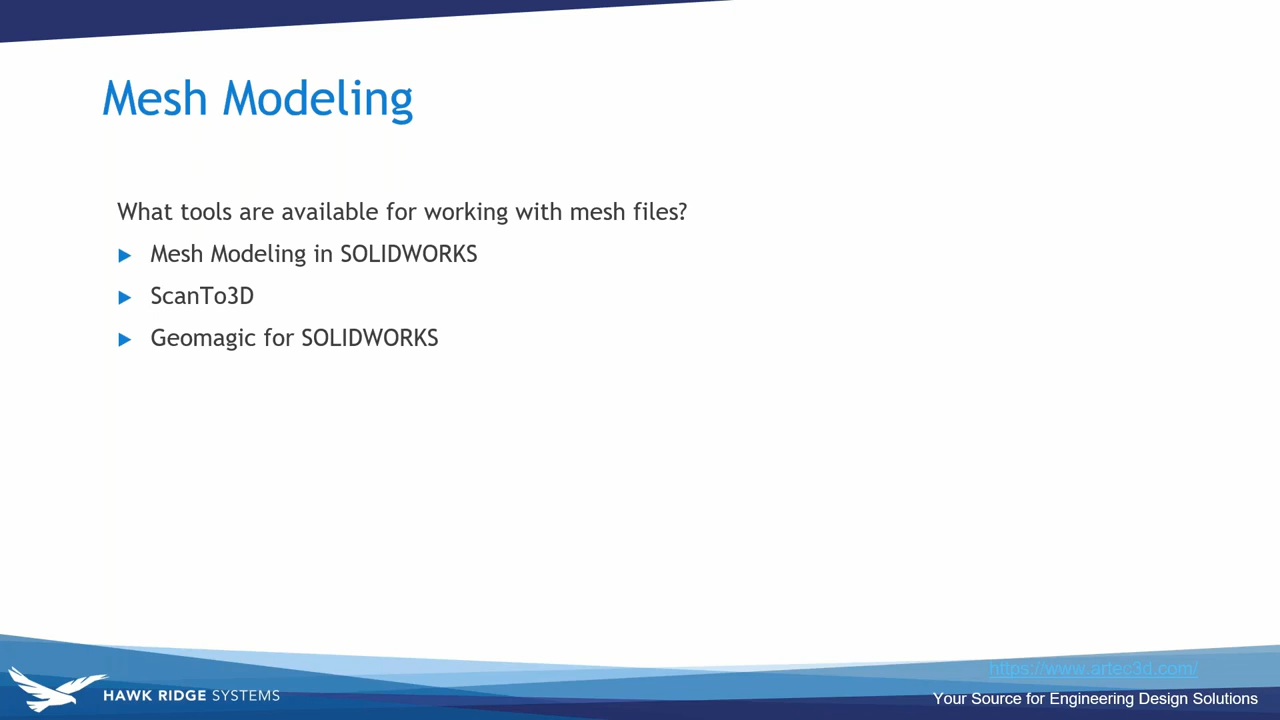 Mesh Modeling
What tools are available for working with mesh files?
Mesh Modeling in SOLIDWORKS
ScanTo3D
Geomagic for SOLIDWORKS
https://www.artec3d.com/
HAWK RIDGE SYSTEMS
Your Source for Engineering Design Solutions